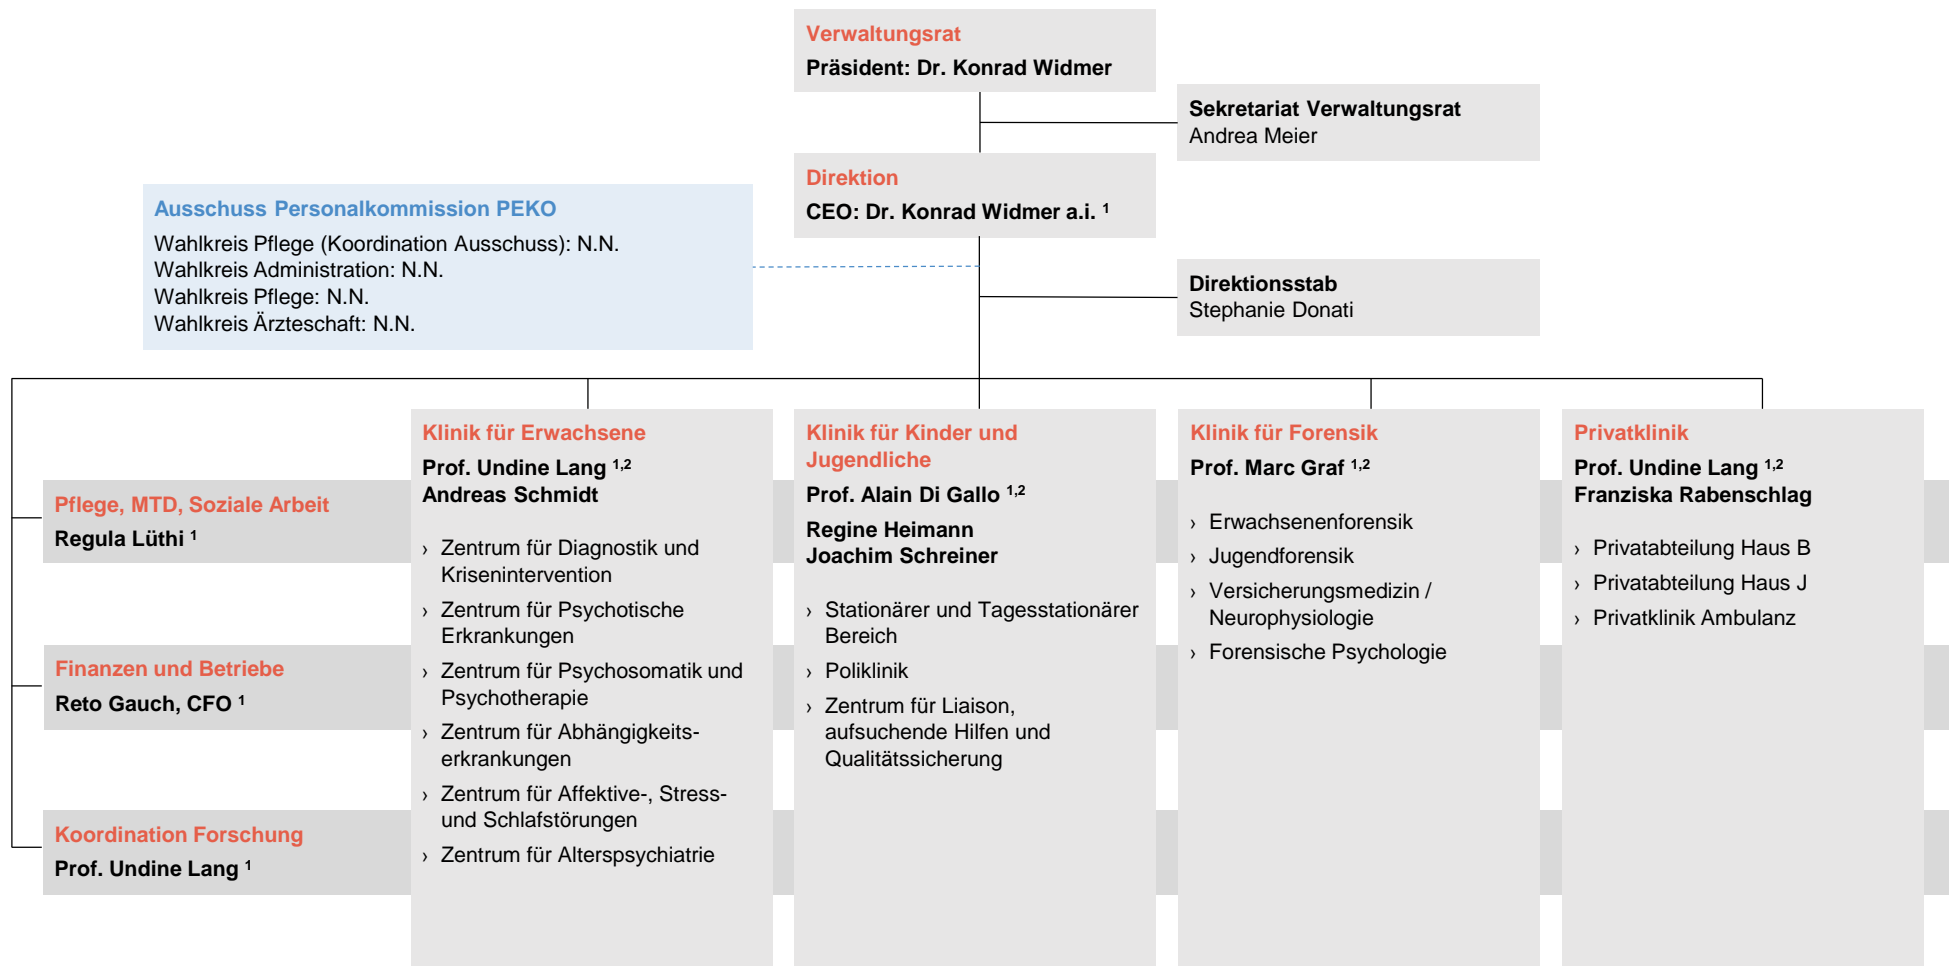 Verwaltungsrat
Präsident: Dr. Konrad Widmer
Sekretariat Verwaltungsrat
Andrea Meier
Direktion
CEO: Dr. Konrad Widmer a.i. ¹
Ausschuss Personalkommission PEKO
Wahlkreis Pflege (Koordination Ausschuss): N.N.
Wahlkreis Administration: N.N.
Wahlkreis Pflege: N.N.
Wahlkreis Ärzteschaft: N.N.
Direktionsstab
Stephanie Donati
Pflege, MTD, Soziale Arbeit
Regula Lüthi ¹
Finanzen und Betriebe
Reto Gauch, CFO ¹
Koordination Forschung
Prof. Undine Lang ¹
Klinik für Erwachsene
Prof. Undine Lang ¹,²
Andreas Schmidt
› Zentrum für Diagnostik und
Krisenintervention
› Zentrum für Psychotische
Erkrankungen
› Zentrum für Psychosomatik und
Psychotherapie
› Zentrum für Abhängigkeits-
erkrankungen
› Zentrum für Affektive-, Stress-
und Schlafstörungen
› Zentrum für Alterspsychiatrie
Klinik für Kinder und
Jugendliche
Prof. Alain Di Gallo ¹,²
Regine Heimann
Joachim Schreiner
› Stationärer und Tagesstationärer
Bereich
› Poliklinik
› Zentrum für Liaison,
aufsuchende Hilfen und
Qualitätssicherung
Klinik für Forensik
Prof. Marc Graf ¹,²
› Erwachsenenforensik
› Jugendforensik
› Versicherungsmedizin /
Neurophysiologie
› Forensische Psychologie
Privatklinik
Prof. Undine Lang ¹,²
Franziska Rabenschlag
› Privatabteilung Haus B
› Privatabteilung Haus J
› Privatklinik Ambulanz